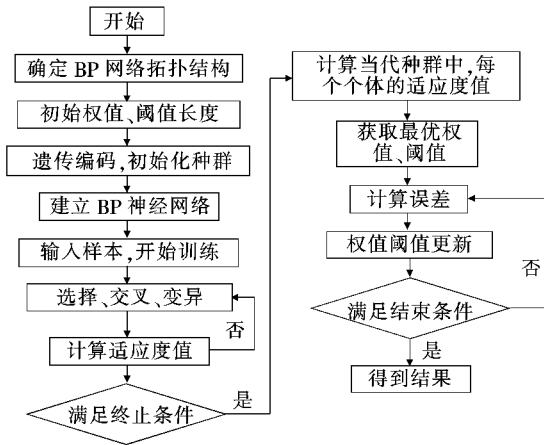 开始
确定 BP 网络拓扑结构
初始权值、阈值长度
遗传编码,初始化种群
建立 BP 神经网络
输入样本,开始训练
选择、交叉、变异
否
计算适应度值
满足终止条件
是
计算当代种群中,每
个个体的适应度值
获取最优权
值、阈值
计算误差
权值阈值更新
否
满足结束条件
是
得到结果